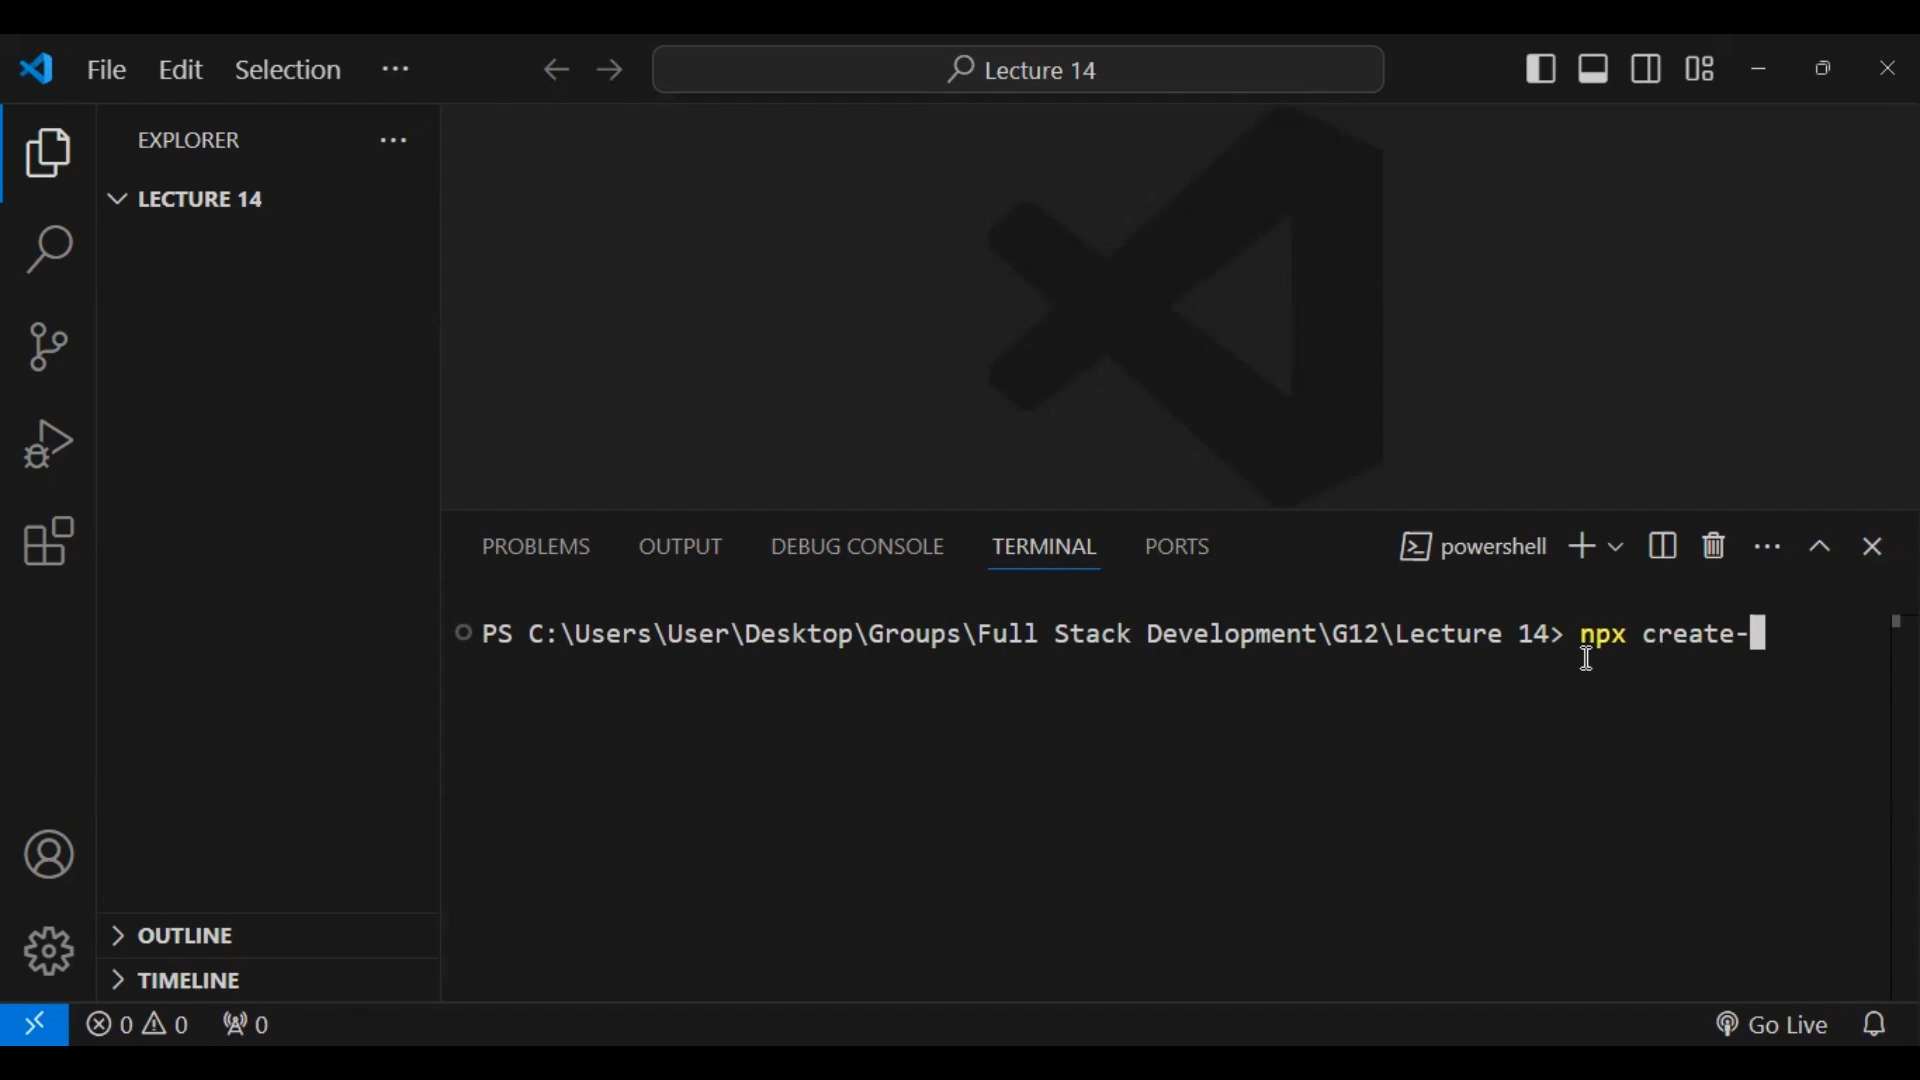 File Edit Selection ···
Lecture 14
EXPLORER ···
LECTURE 14
PROBLEMS OUTPUT DEBUG CONSOLE TERMINAL PORTS powershell ···
PS C:\Users\User\Desktop\Groups\Full Stack Development\G12\Lecture 14> npx create-
OUTLINE
TIMELINE
0 0 0 Go Live